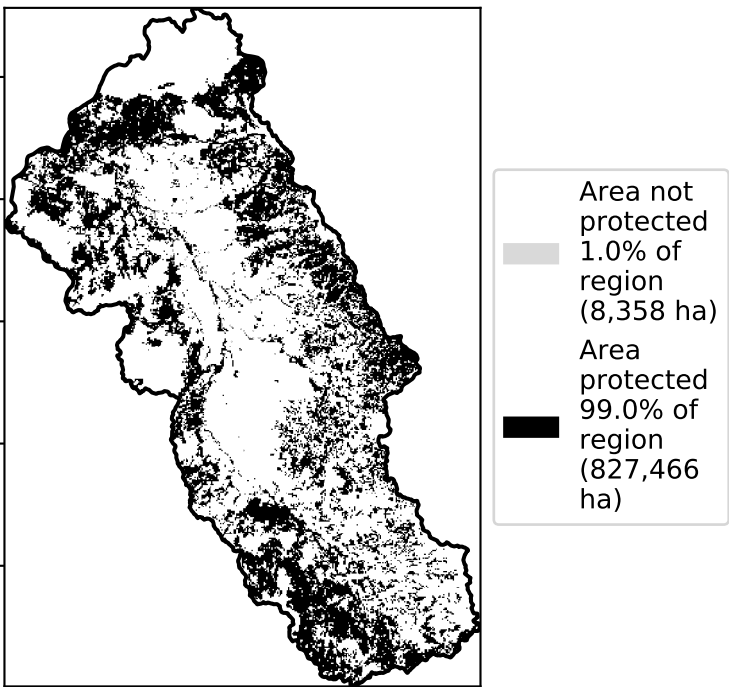 Area not
protected
1.0% of
region
(8,358 ha)
Area
protected
99.0% of
region
(827,466
ha)